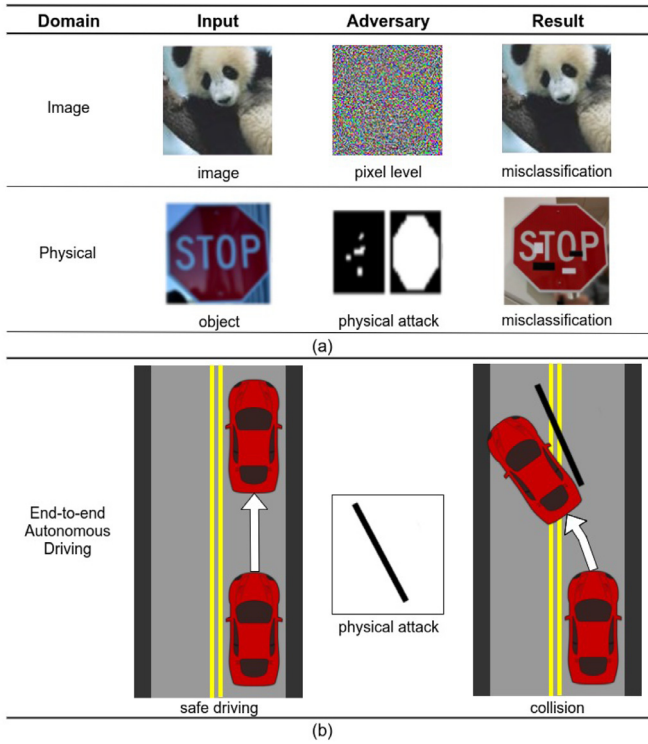 Domain Input Adversary Result
Image
image pixel level misclassification
Physical
STOP STOP
object physical attack misclassification
(a)
End-to-end
Autonomous
Driving
physical attack
safe driving collision
(b)